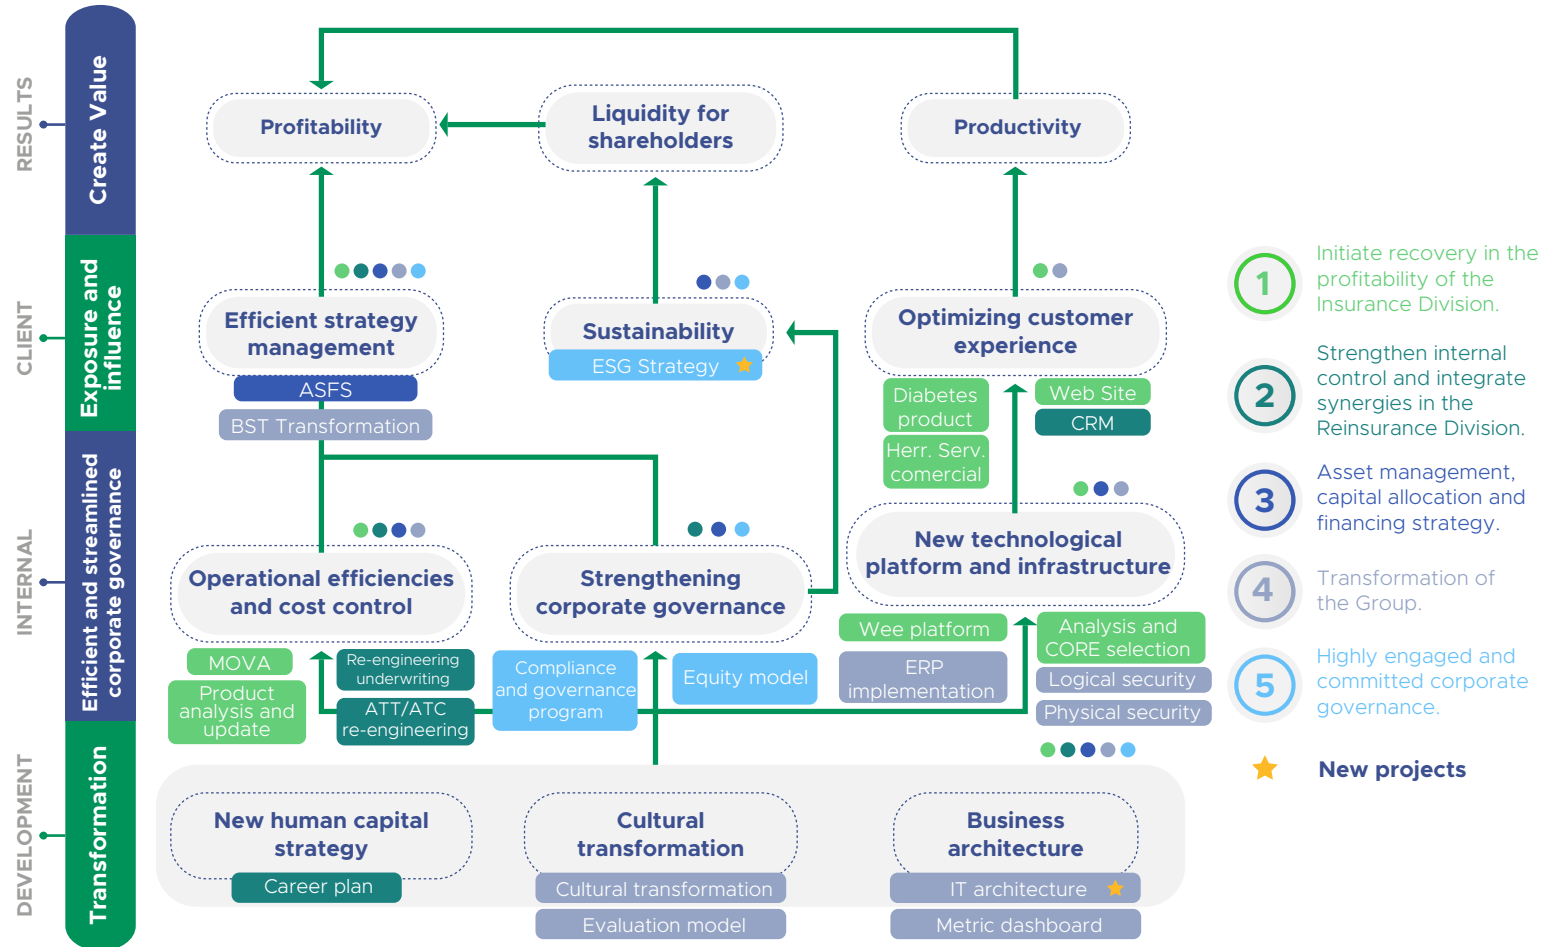 RESULTS
Create Value
Profitability
Liquidity for
shareholders
Productivity
CLIENT
Exposure and
influence
Efficient strategy
management
ASFS
BST Transformation
Sustainability
ESG Strategy
Optimizing customer
experience
Diabetes
product
Herr. Serv.
comercial
Web Site
CRM
INTERNAL
Efficient and streamlined
corporate governance
Operational efficiencies
and cost control
MOVA
Product
analysis and
update
Re-engineering
underwriting
ATT/ATC
re-engineering
Strengthening
corporate governance
Compliance
and governance
program
Equity model
New technological
platform and infrastructure
Wee platform
ERP
implementation
Analysis and
CORE selection
Logical security
Physical security
DEVELOPMENT
Transformation
New human capital
strategy
Career plan
Cultural
transformation
Cultural transformation
Evaluation model
Business
architecture
IT architecture
Metric dashboard
1
Initiate recovery in the
profitability of the
Insurance Division.
2
Strengthen internal
control and integrate
synergies in the
Reinsurance Division.
3
Asset management,
capital allocation and
financing strategy.
4
Transformation of
the Group.
5
Highly engaged and
committed corporate
governance.
New projects